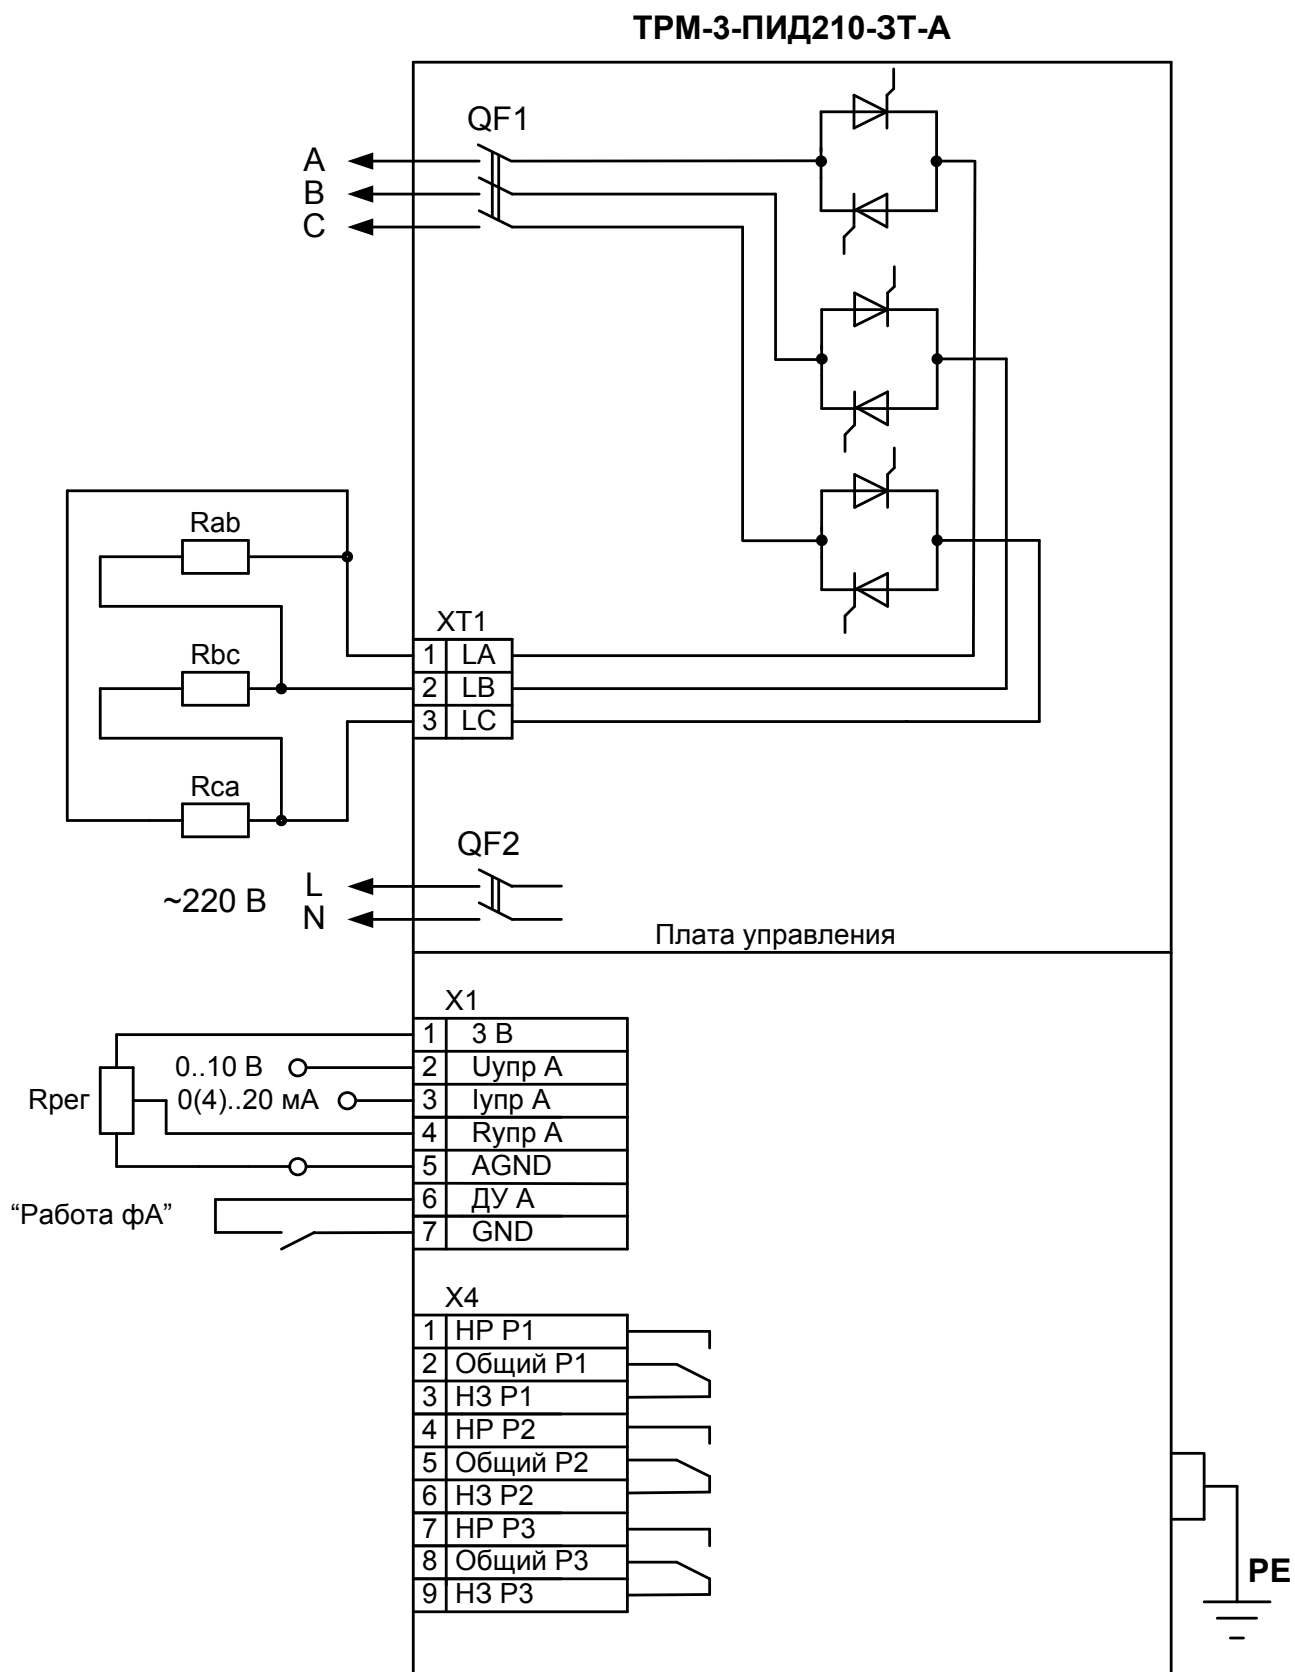 ТРМ-3-ПИД210-3Т-А
QF1
A
B
C
Rab
Rbc
Rca
XT1
1 LA
2 LB
3 LC
QF2
~220 В
L
N
Плата управления
X1
1 3 В
2 Uупр А
3 Iупр А
4 Rупр А
5 AGND
6 ДУ А
7 GND
0..10 В
0(4)..20 мА
Rрег
“Работа фА”
X4
1 НР Р1
2 Общий Р1
3 НЗ Р1
4 НР Р2
5 Общий Р2
6 НЗ Р2
7 НР Р3
8 Общий Р3
9 НЗ Р3
PE